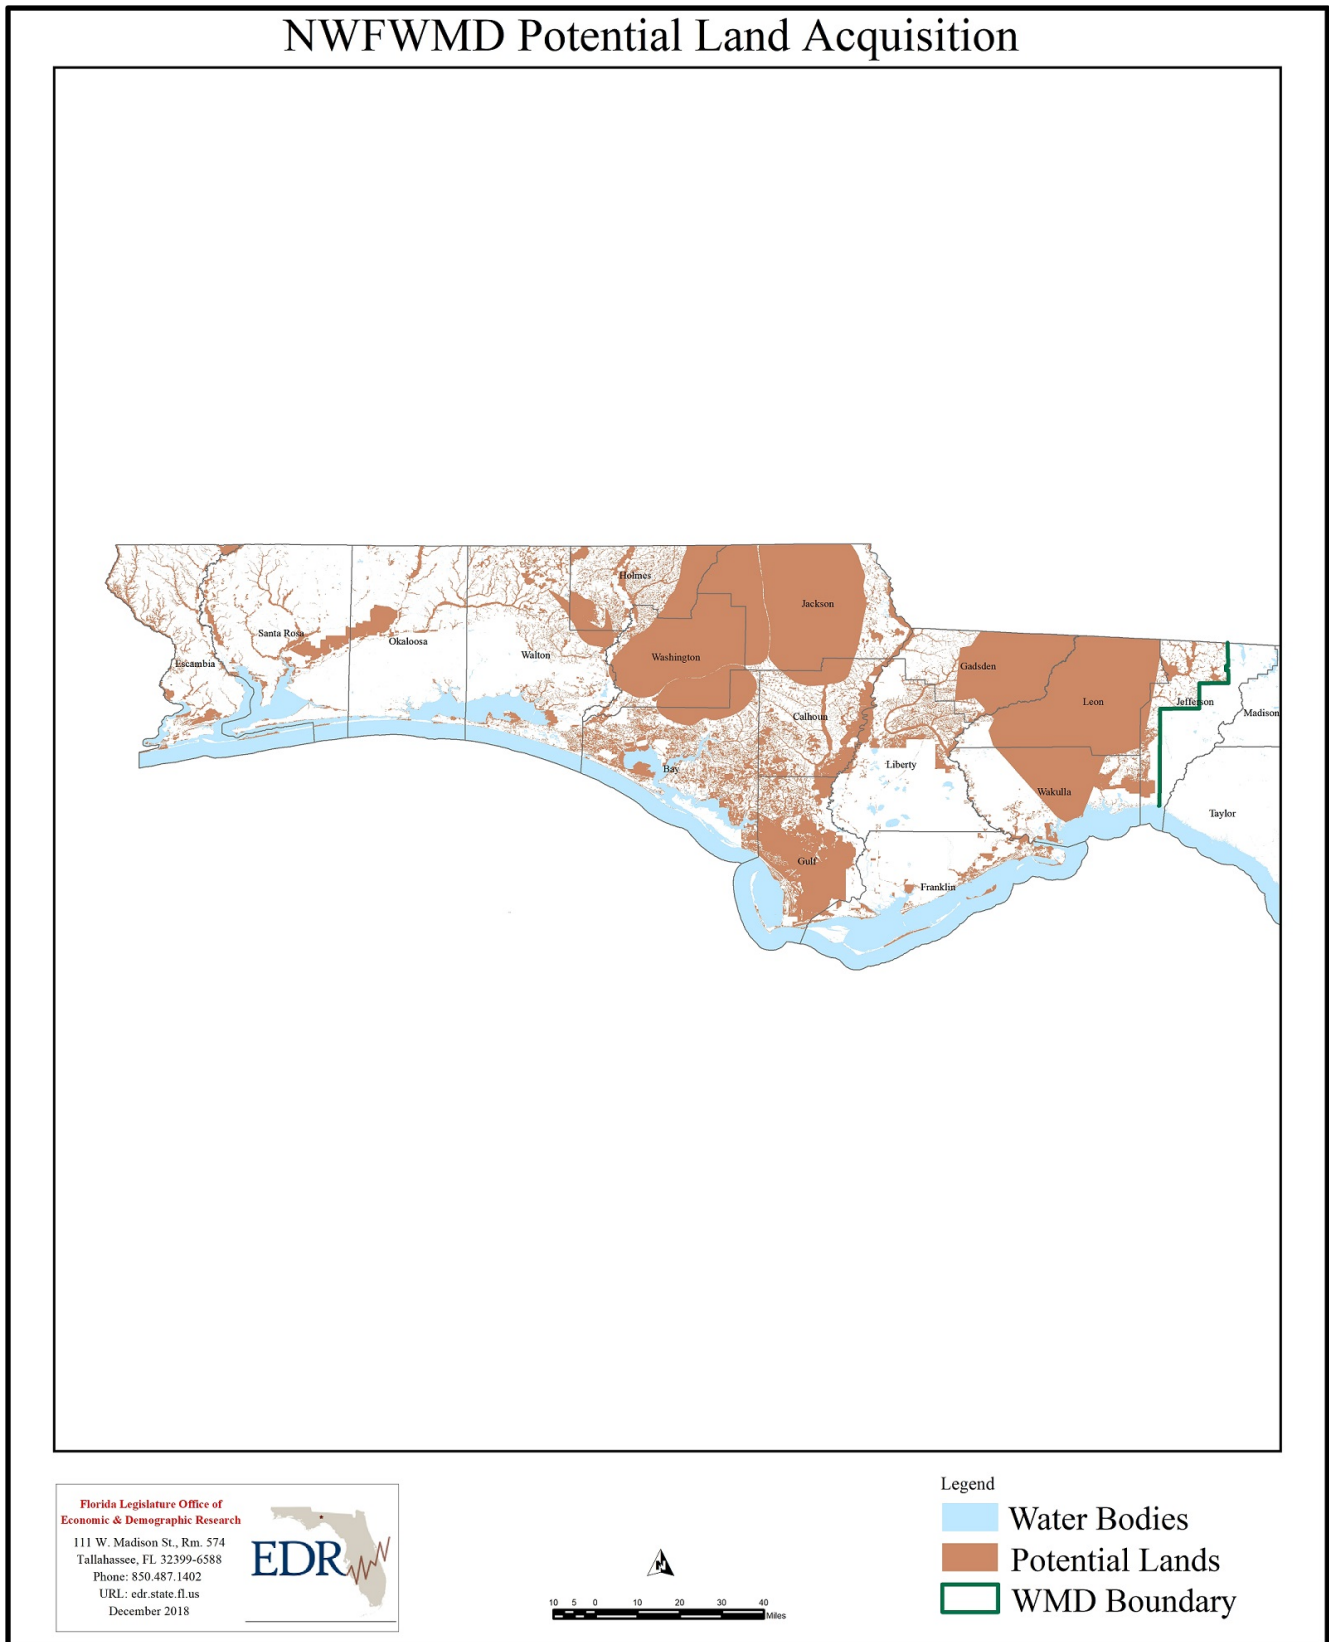 NWFWMD Potential Land Acquisition
Holmes
Jackson
Santa Rosa
Okaloosa
Escambia
Walton
Washington
Gadsden
Calhoun
Leon
Jefferson
Madison
Bay
Liberty
Wakulla
Taylor
Gulf
Franklin
Florida Legislature Office of
Economic & Demographic Research
111 W. Madison St., Rm. 574
Tallahassee, FL 32399-6588
Phone: 850.487.1402
URL: edr.state.fl.us
December 2018
EDR
N
10 5 0 10 20 30 40
Miles
Legend
Water Bodies
Potential Lands
WMD Boundary